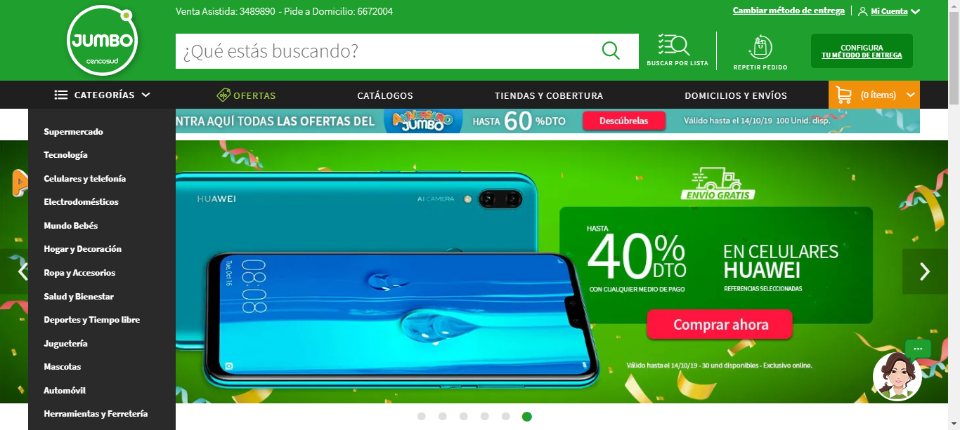 Venta Asistida: 3489890 - Pide a Domicilio: 6672004
Cambiar método de entrega
Mi Cuenta
JUMBO
cencosud
¿Qué estás buscando?
BUSCAR POR LISTA
REPETIR PEDIDO
CONFIGURA
TU MÉTODO DE ENTREGA
CATEGORÍAS
OFERTAS
CATÁLOGOS
TIENDAS Y COBERTURA
DOMICILIOS Y ENVÍOS
(0 ítems)
NTRA AQUÍ TODAS LAS OFERTAS DEL
JUMBO
HASTA 60 %DTO
Descúbrelas
Válido hasta el 14/10/19 100 Unid. disp.
Supermercado
Tecnología
Celulares y telefonía
Electrodomésticos
Mundo Bebés
Hogar y Decoración
Ropa y Accesorios
Salud y Bienestar
Deportes y Tiempo libre
Juguetería
Mascotas
Automóvil
Herramientas y Ferretería
HUAWEI
AI CAMERA
Tue, Oct 16
08:08
ENVÍO GRATIS
HASTA
40% DTO
CON CUALQUIER MEDIO DE PAGO
EN CELULARES
HUAWEI
REFERENCIAS SELECCIONADAS
Comprar ahora
Válido hasta el 14/10/19 - 30 und disponibles - Exclusivo online.